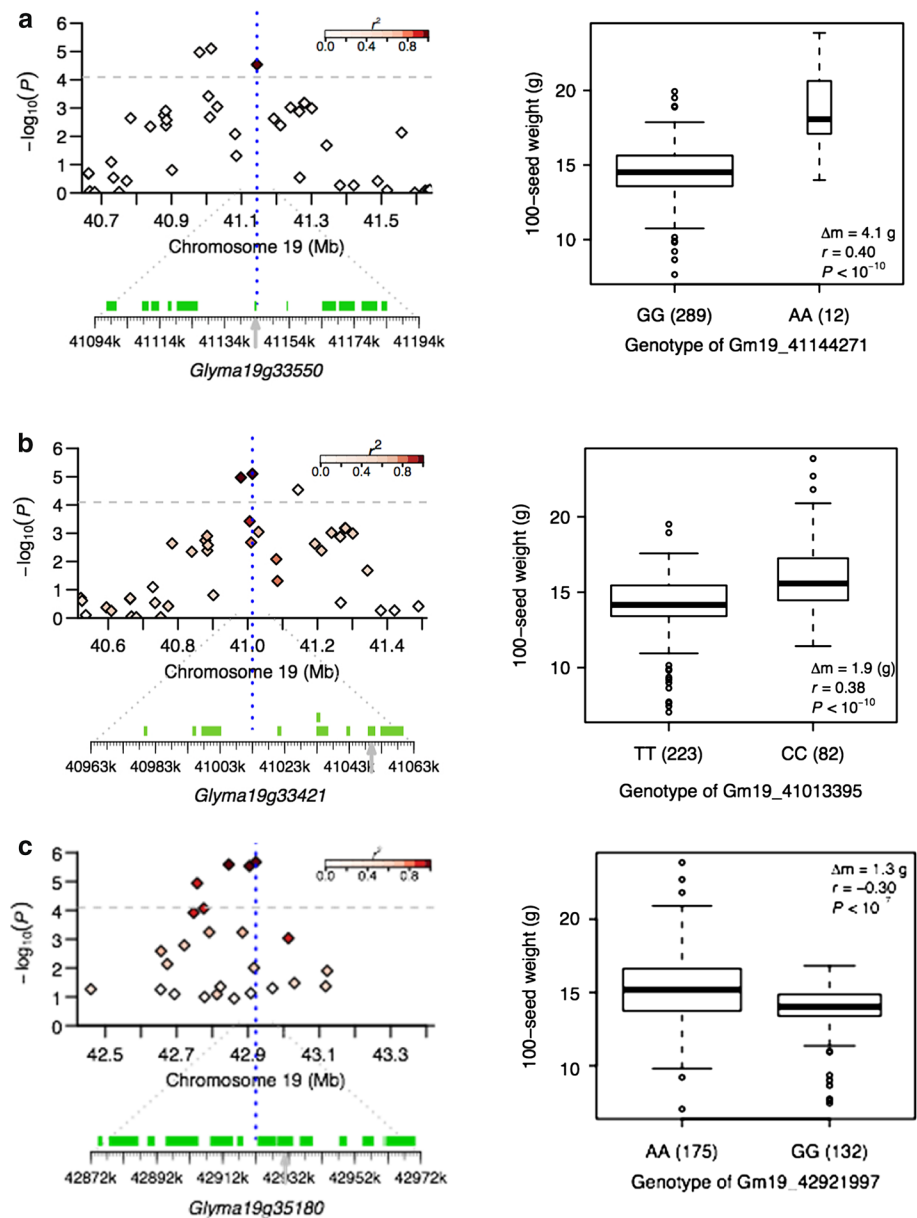 a
6
5
4
3
2
1
0
−log10(P)
r2
0.0 0.4 0.8
40.7 40.9 41.1 41.3 41.5
Chromosome 19 (Mb)
41094k 41114k 41134k 41154k 41174k 41194k
Glyma19g33550
100−seed weight (g)
20
15
10
Δm = 4.1 g
r = 0.40
P < 10−10
GG (289) AA (12)
Genotype of Gm19_41144271
b
6
5
4
3
2
1
0
−log10(P)
r2
0.0 0.4 0.8
40.6 40.8 41.0 41.2 41.4
Chromosome 19 (Mb)
40963k 40983k 41003k 41023k 41043k 41063k
Glyma19g33421
100−seed weight (g)
20
15
10
Δm = 1.9 (g)
r = 0.38
P < 10−10
TT (223) CC (82)
Genotype of Gm19_41013395
c
6
5
4
3
2
1
0
−log10(P)
r2
0.0 0.4 0.8
42.5 42.7 42.9 43.1 43.3
Chromosome 19 (Mb)
42872k 42892k 42912k 42932k 42952k 42972k
Glyma19g35180
100−seed weight (g)
20
15
10
Δm = 1.3 g
r = −0.30
P < 10−7
AA (175) GG (132)
Genotype of Gm19_42921997